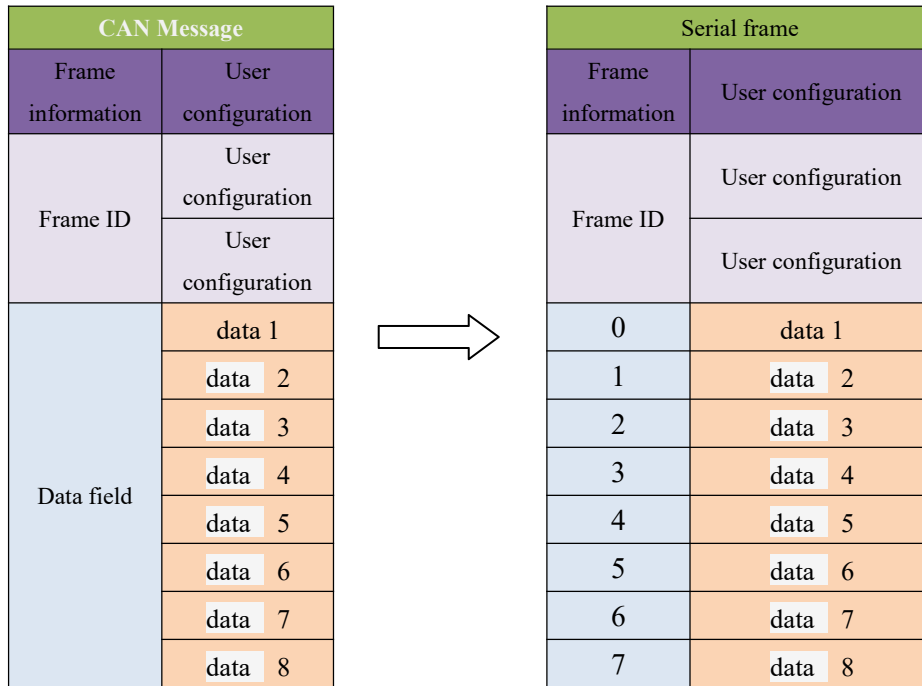 CAN Message
Frame
information
User
configuration
Frame ID
User
configuration
User
configuration
Data field
data 1
data 2
data 3
data 4
data 5
data 6
data 7
data 8
Serial frame
Frame
information
User configuration
Frame ID
User configuration
User configuration
0 data 1
1 data 2
2 data 3
3 data 4
4 data 5
5 data 6
6 data 7
7 data 8